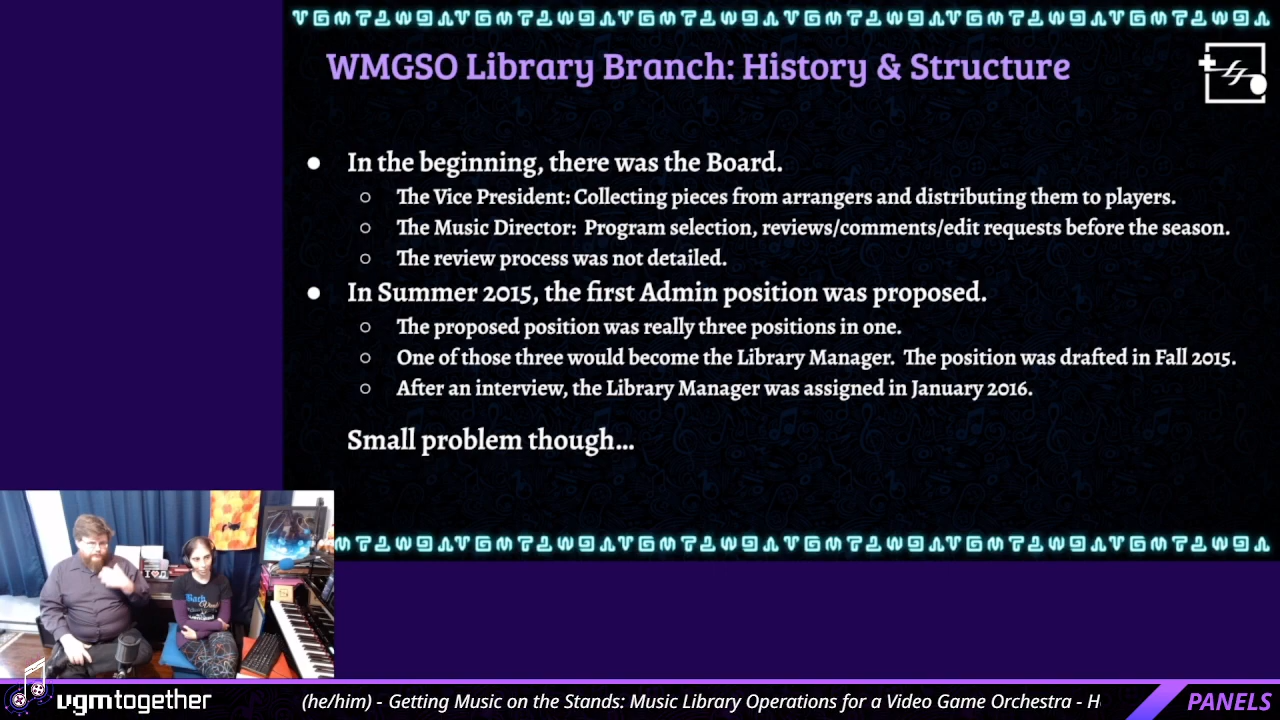 WMGSO Library Branch: History & Structure
● In the beginning, there was the Board.
○ The Vice President: Collecting pieces from arrangers and distributing them to players.
○ The Music Director: Program selection, reviews/comments/edit requests before the season.
○ The review process was not detailed.
● In Summer 2015, the first Admin position was proposed.
○ The proposed position was really three positions in one.
○ One of those three would become the Library Manager. The position was drafted in Fall 2015.
○ After an interview, the Library Manager was assigned in January 2016.
Small problem though...
vgmtogether
(he/him) - Getting Music on the Stands: Music Library Operations for a Video Game Orchestra - H
PANELS